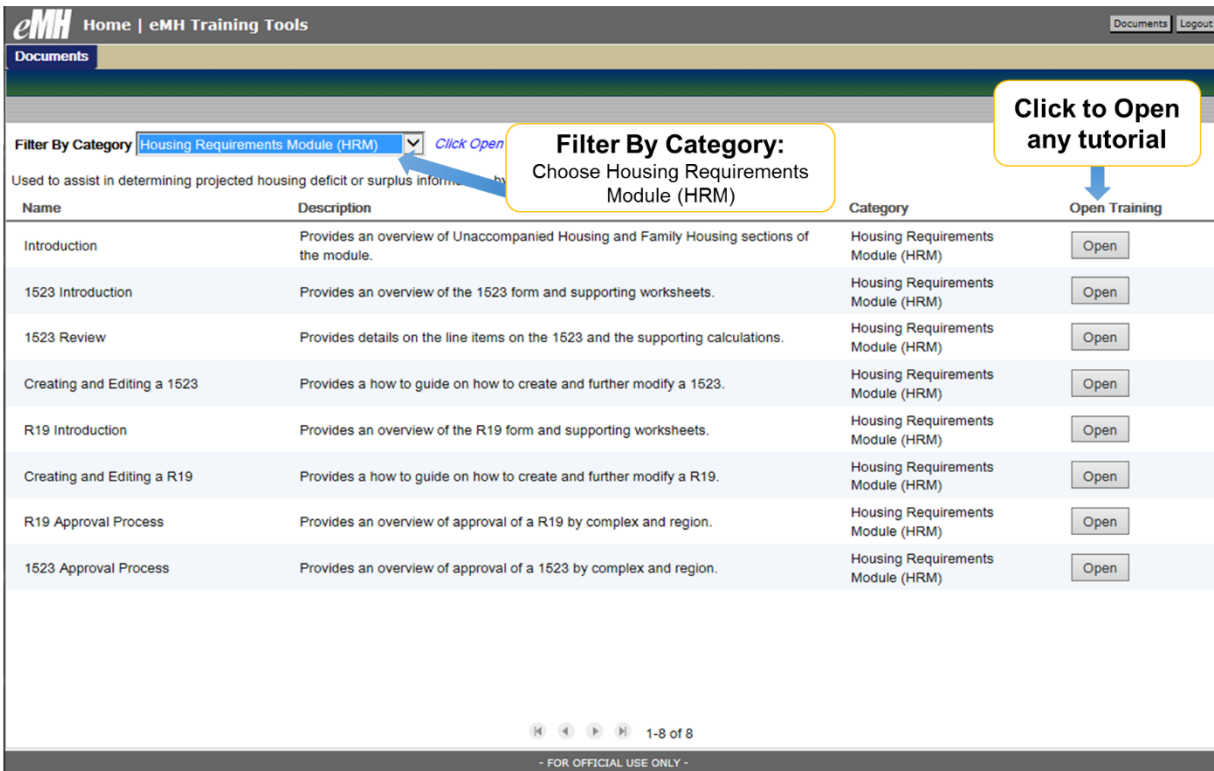 eMH Home | eMH Training Tools Documents Logout
Documents
Click to Open
any tutorial
Filter By Category Housing Requirements Module (HRM) Click Open
Filter By Category:
Choose Housing Requirements
Module (HRM)
Used to assist in determining projected housing deficit or surplus
Name Description Category Open Training
Introduction Provides an overview of Unaccompanied Housing and Family Housing sections of Housing Requirements Open
the module. Module (HRM)
1523 Introduction Provides an overview of the 1523 form and supporting worksheets. Housing Requirements Open
Module (HRM)
1523 Review Provides details on the line items on the 1523 and the supporting calculations. Housing Requirements Open
Module (HRM)
Creating and Editing a 1523 Provides a how to guide on how to create and further modify a 1523. Housing Requirements Open
Module (HRM)
R19 Introduction Provides an overview of the R19 form and supporting worksheets. Housing Requirements Open
Module (HRM)
Creating and Editing a R19 Provides a how to guide on how to create and further modify a R19. Housing Requirements Open
Module (HRM)
R19 Approval Process Provides an overview of approval of a R19 by complex and region. Housing Requirements Open
Module (HRM)
1523 Approval Process Provides an overview of approval of a 1523 by complex and region. Housing Requirements Open
Module (HRM)
1-8 of 8
- FOR OFFICIAL USE ONLY -